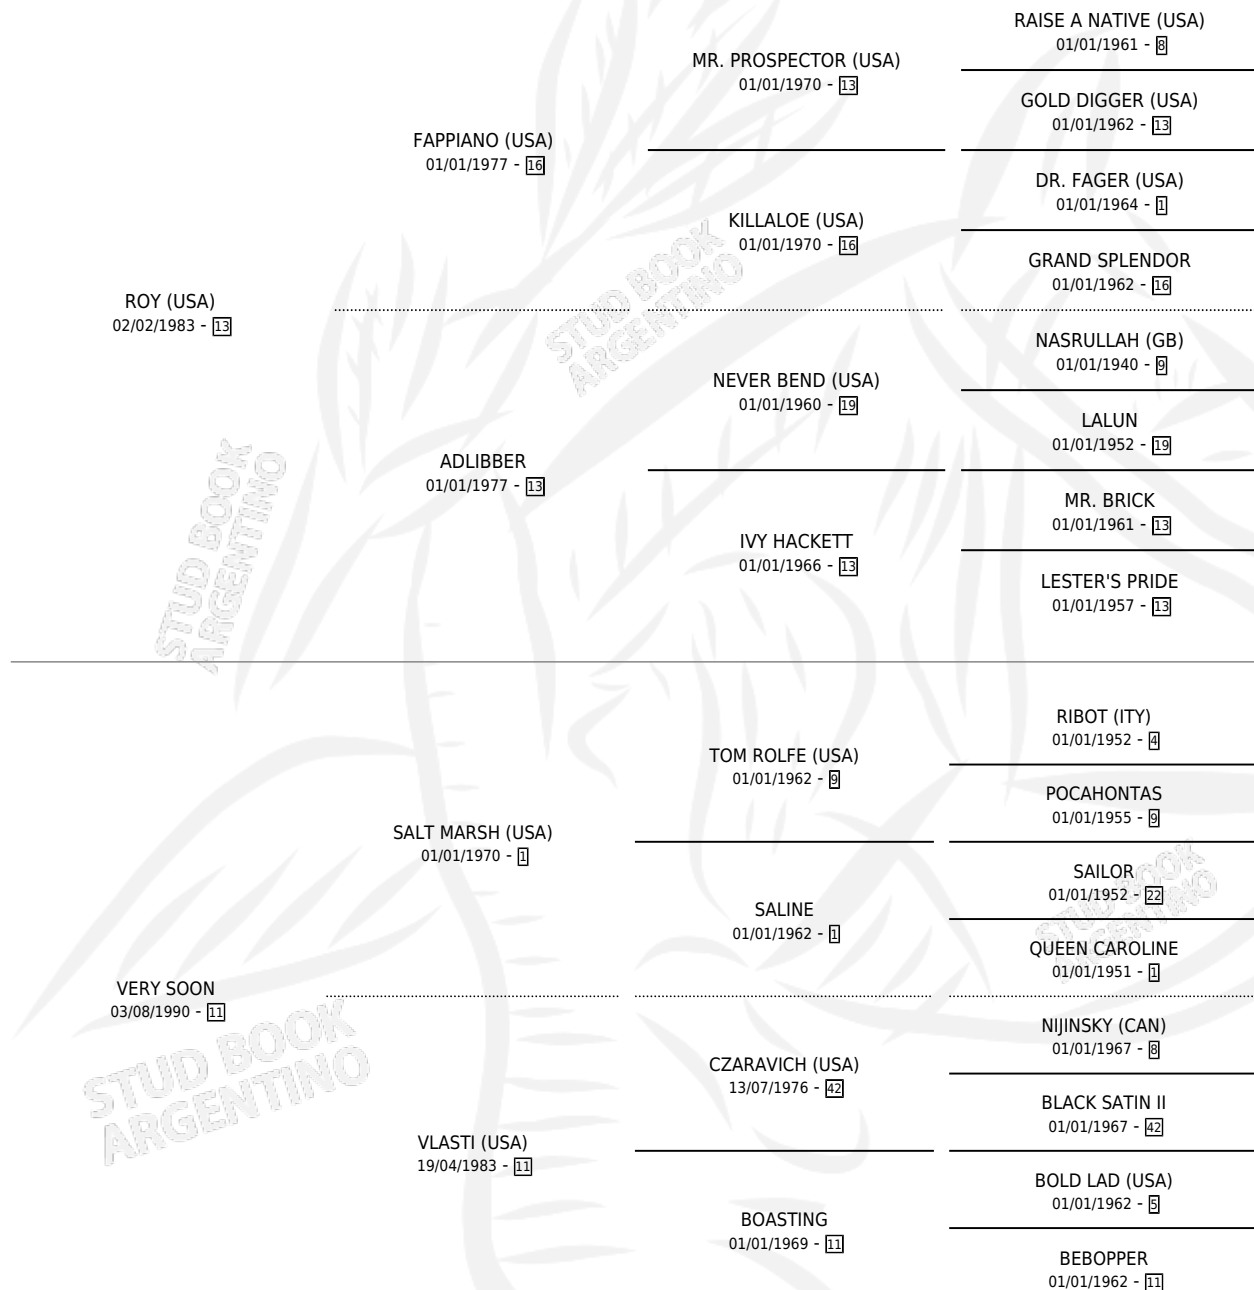 RAISE A NATIVE (USA)
01/01/1961 - 8
MR. PROSPECTOR (USA)
01/01/1970 - 13
GOLD DIGGER (USA)
01/01/1962 - 13
FAPPIANO (USA)
01/01/1977 - 16
DR. FAGER (USA)
01/01/1964 - 1
KILLALOE (USA)
01/01/1970 - 16
GRAND SPLENDOR
01/01/1962 - 16
ROY (USA)
02/02/1983 - 13
NASRULLAH (GB)
01/01/1940 - 9
NEVER BEND (USA)
01/01/1960 - 19
LALUN
01/01/1952 - 19
ADLIBBER
01/01/1977 - 13
MR. BRICK
01/01/1961 - 13
IVY HACKETT
01/01/1966 - 13
LESTER'S PRIDE
01/01/1957 - 13
RIBOT (ITY)
01/01/1952 - 4
TOM ROLFE (USA)
01/01/1962 - 9
POCAHONTAS
01/01/1955 - 9
SALT MARSH (USA)
01/01/1970 - 1
SAILOR
01/01/1952 - 22
SALINE
01/01/1962 - 1
QUEEN CAROLINE
01/01/1951 - 1
VERY SOON
03/08/1990 - 11
NIJINSKY (CAN)
01/01/1967 - 8
CZARAVICH (USA)
13/07/1976 - 42
BLACK SATIN II
01/01/1967 - 42
VLASTI (USA)
19/04/1983 - 11
BOLD LAD (USA)
01/01/1962 - 5
BOASTING
01/01/1969 - 11
BEBOPPER
01/01/1962 - 11
STUD BOOK
ARGENTINO
STUD BOOK
ARGENTINO
STUD BOOK
ARGENTINO
STUD BOOK
ARGENTINO